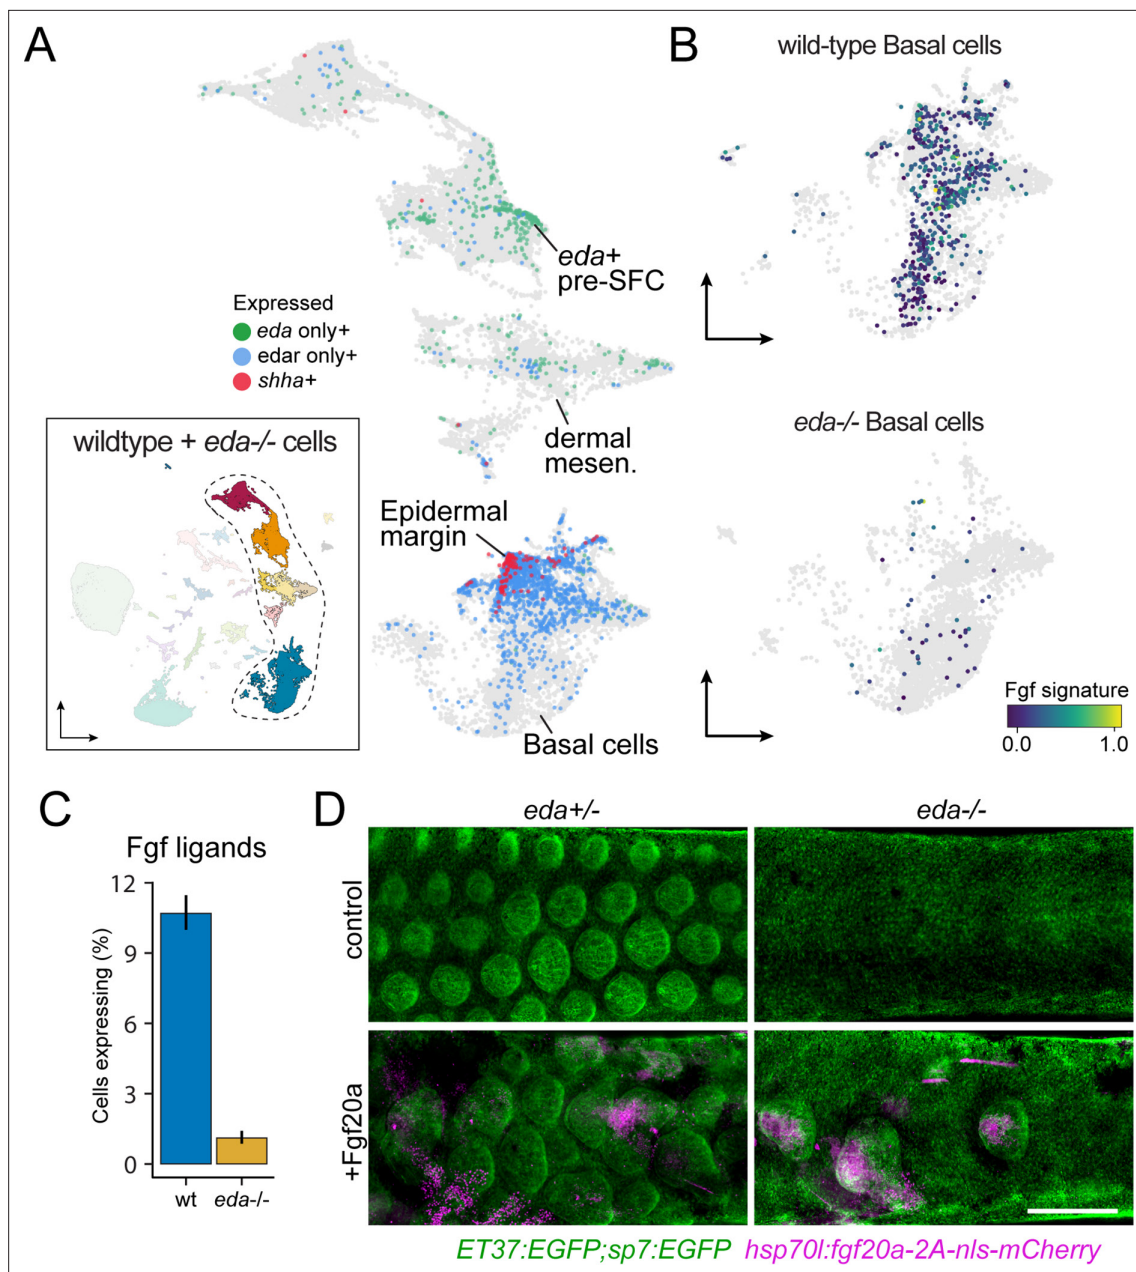 A
eda+
pre-SFC
Expressed
eda only+
edar only+
shha+
dermal
mesen.
wildtype + eda-/- cells
Epidermal
margin
Basal cells
B
wild-type Basal cells
eda-/- Basal cells
Fgf signature
0.0 1.0
C
Fgf ligands
Cells expressing (%)
12
9
6
3
0
wt eda-/-
D
eda+/- eda-/-
control
+Fgf20a
ET37:EGFP;sp7:EGFP hsp70l:fgf20a-2A-nls-mCherry